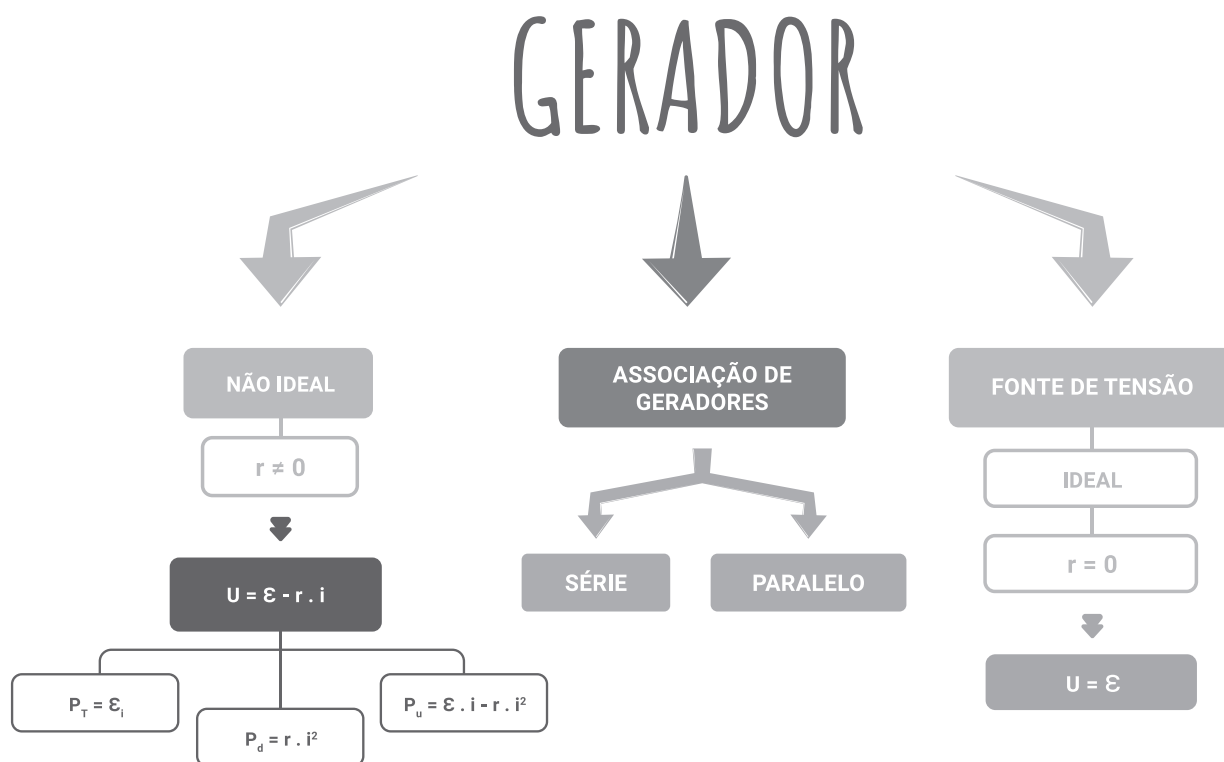 GERADOR
NÃO IDEAL
r ≠ 0
U = Ɛ - r . i
P_T = Ɛ_i
P_d = r . i²
P_u = Ɛ . i - r . i²
ASSOCIAÇÃO DE
GERADORES
SÉRIE
PARALELO
FONTE DE TENSÃO
IDEAL
r = 0
U = Ɛ